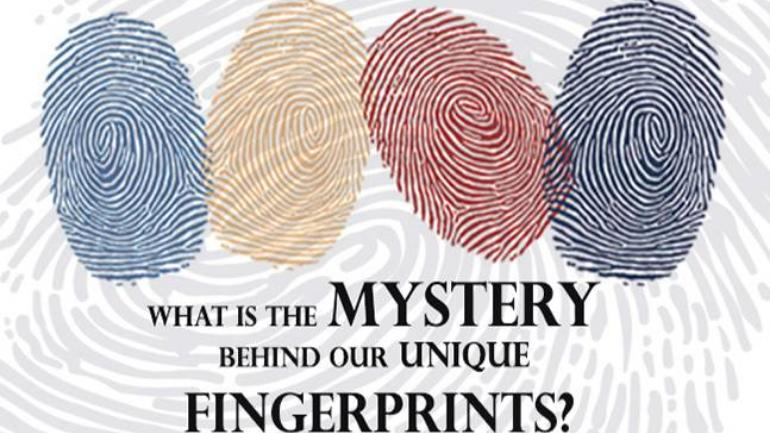 WHAT IS THE MYSTERY
BEHIND OUR UNIQUE
FINGERPRINTS?